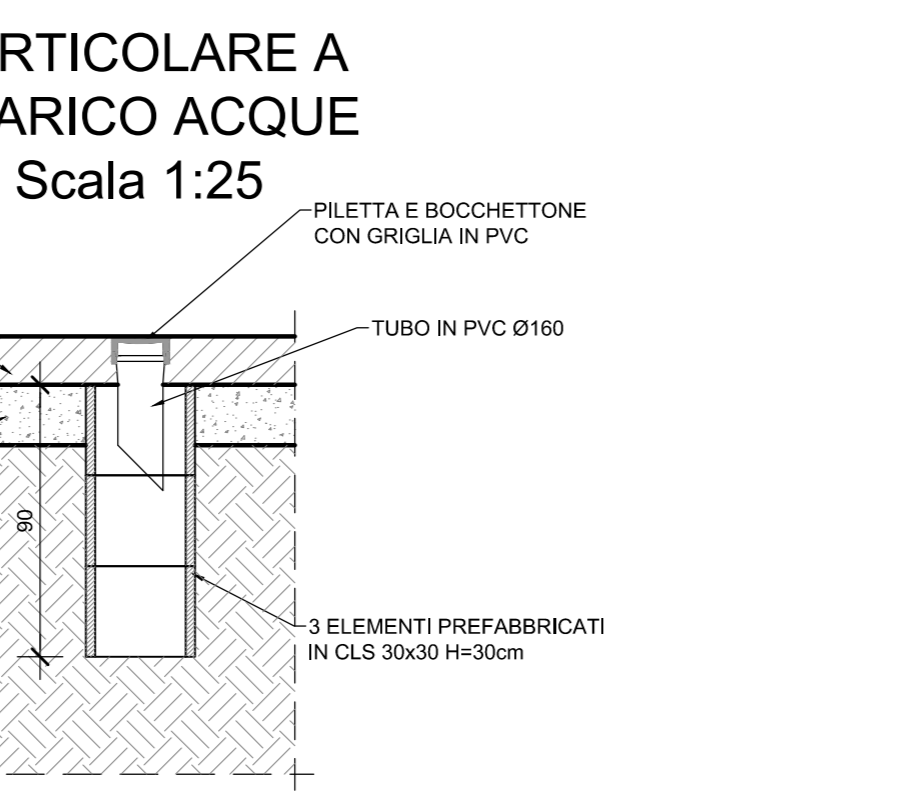 RTICOLARE A
ARICO ACQUE
Scala 1:25
PILETTA E BOCCHETTONE
CON GRIGLIA IN PVC
TUBO IN PVC Ø160
90
3 ELEMENTI PREFABBRICATI
IN CLS 30x30 H=30cm